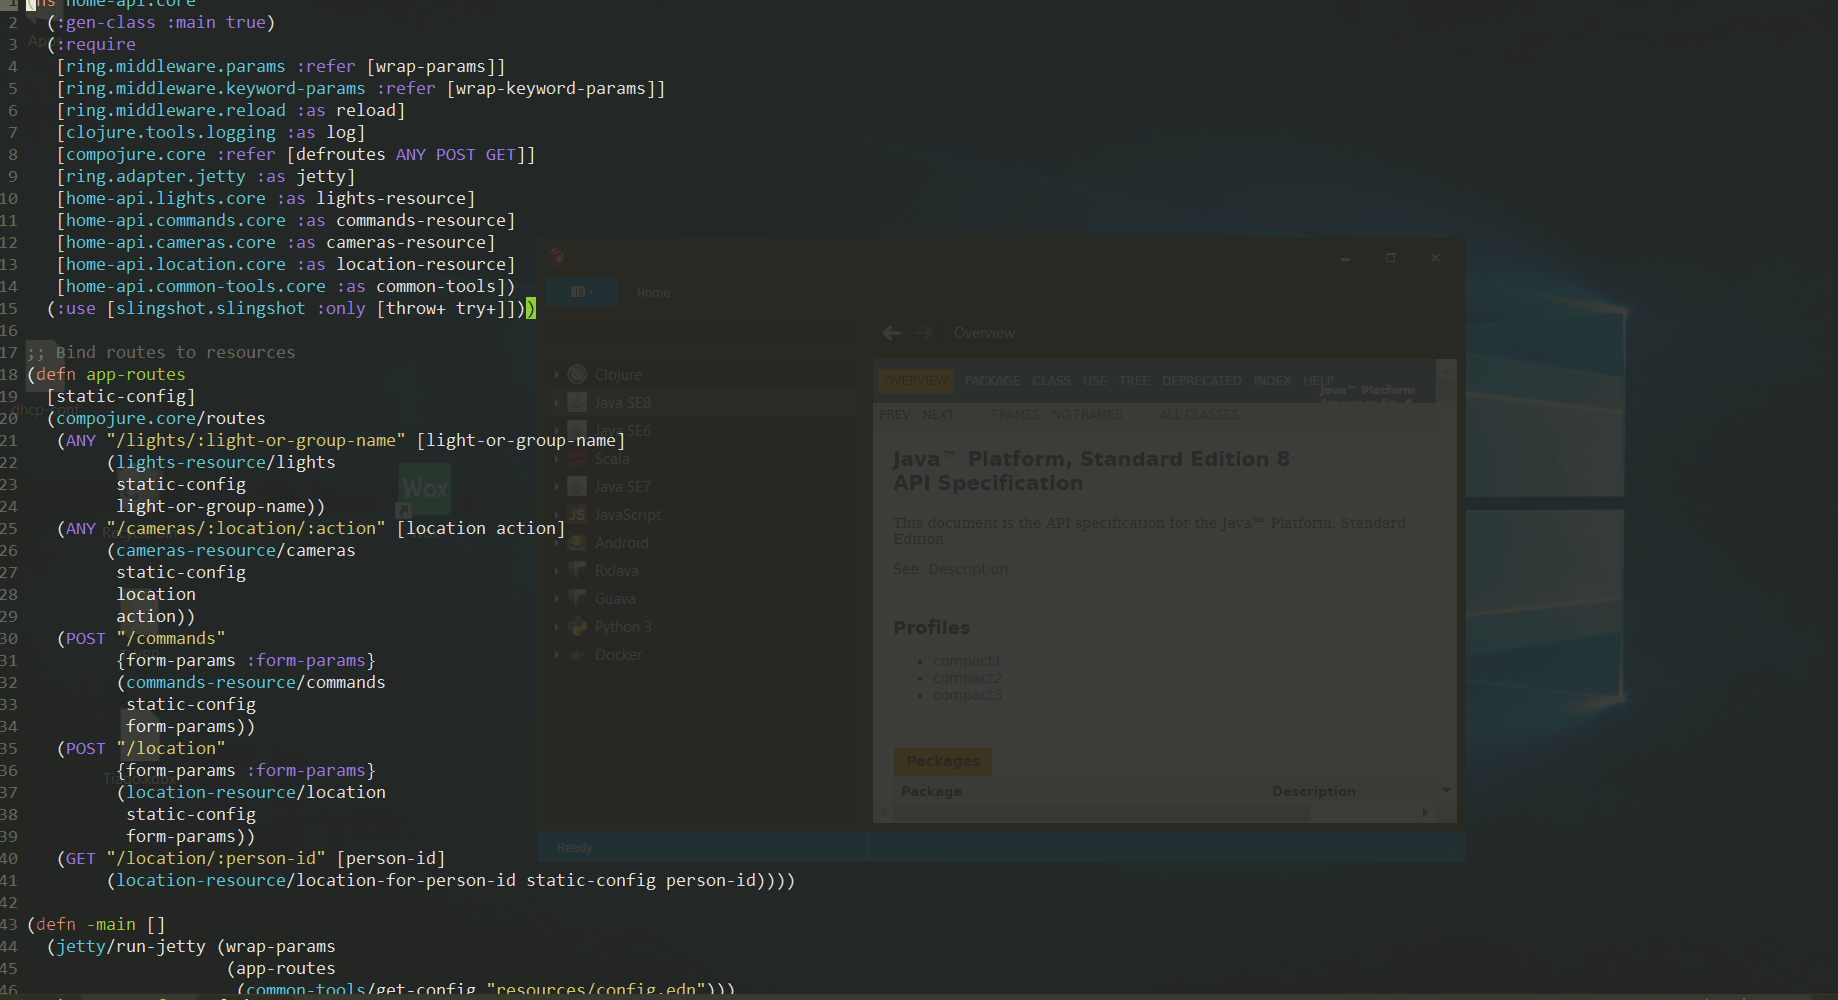 1 (ns home-api.core
2 (:gen-class :main true)
3 (:require
4 [ring.middleware.params :refer [wrap-params]]
5 [ring.middleware.keyword-params :refer [wrap-keyword-params]]
6 [ring.middleware.reload :as reload]
7 [clojure.tools.logging :as log]
8 [compojure.core :refer [defroutes ANY POST GET]]
9 [ring.adapter.jetty :as jetty]
10 [home-api.lights.core :as lights-resource]
11 [home-api.commands.core :as commands-resource]
12 [home-api.cameras.core :as cameras-resource]
13 [home-api.location.core :as location-resource]
14 [home-api.common-tools.core :as common-tools])
15 (:use [slingshot.slingshot :only [throw+ try+]]))
16
17 ;; Bind routes to resources
18 (defn app-routes
19 [static-config]
20 (compojure.core/routes
21 (ANY "/lights/:light-or-group-name" [light-or-group-name]
22 (lights-resource/lights
23 static-config
24 light-or-group-name))
25 (ANY "/cameras/:location/:action" [location action]
26 (cameras-resource/cameras
27 static-config
28 location
29 action))
30 (POST "/commands"
31 {form-params :form-params}
32 (commands-resource/commands
33 static-config
34 form-params))
35 (POST "/location"
36 {form-params :form-params}
37 (location-resource/location
38 static-config
39 form-params))
40 (GET "/location/:person-id" [person-id]
41 (location-resource/location-for-person-id static-config person-id))))
42
43 (defn -main []
44 (jetty/run-jetty (wrap-params
45 (app-routes
46 (common-tools/get-config "resources/config.edn")))
Wox
Velocity
Home
Overview
Clojure
Java SE8
Java SE6
Scala
Java SE7
JS JavaScript
Android
RxJava
Guava
Python 3
Docker
OVERVIEW PACKAGE CLASS USE TREE DEPRECATED INDEX HELP
Java™ Platform
Standard Ed. 8
PREV NEXT FRAMES NO FRAMES ALL CLASSES
Java™ Platform, Standard Edition 8
API Specification
This document is the API specification for the Java™ Platform, Standard
Edition.
See: Description
Profiles
compact1
compact2
compact3
Packages
Package Description
Ready